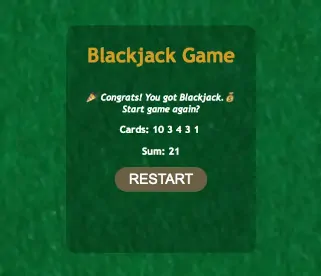 Blackjack Game
🎉 Congrats! You got Blackjack.💰
Start game again?
Cards: 10 3 4 3 1
Sum: 21
RESTART